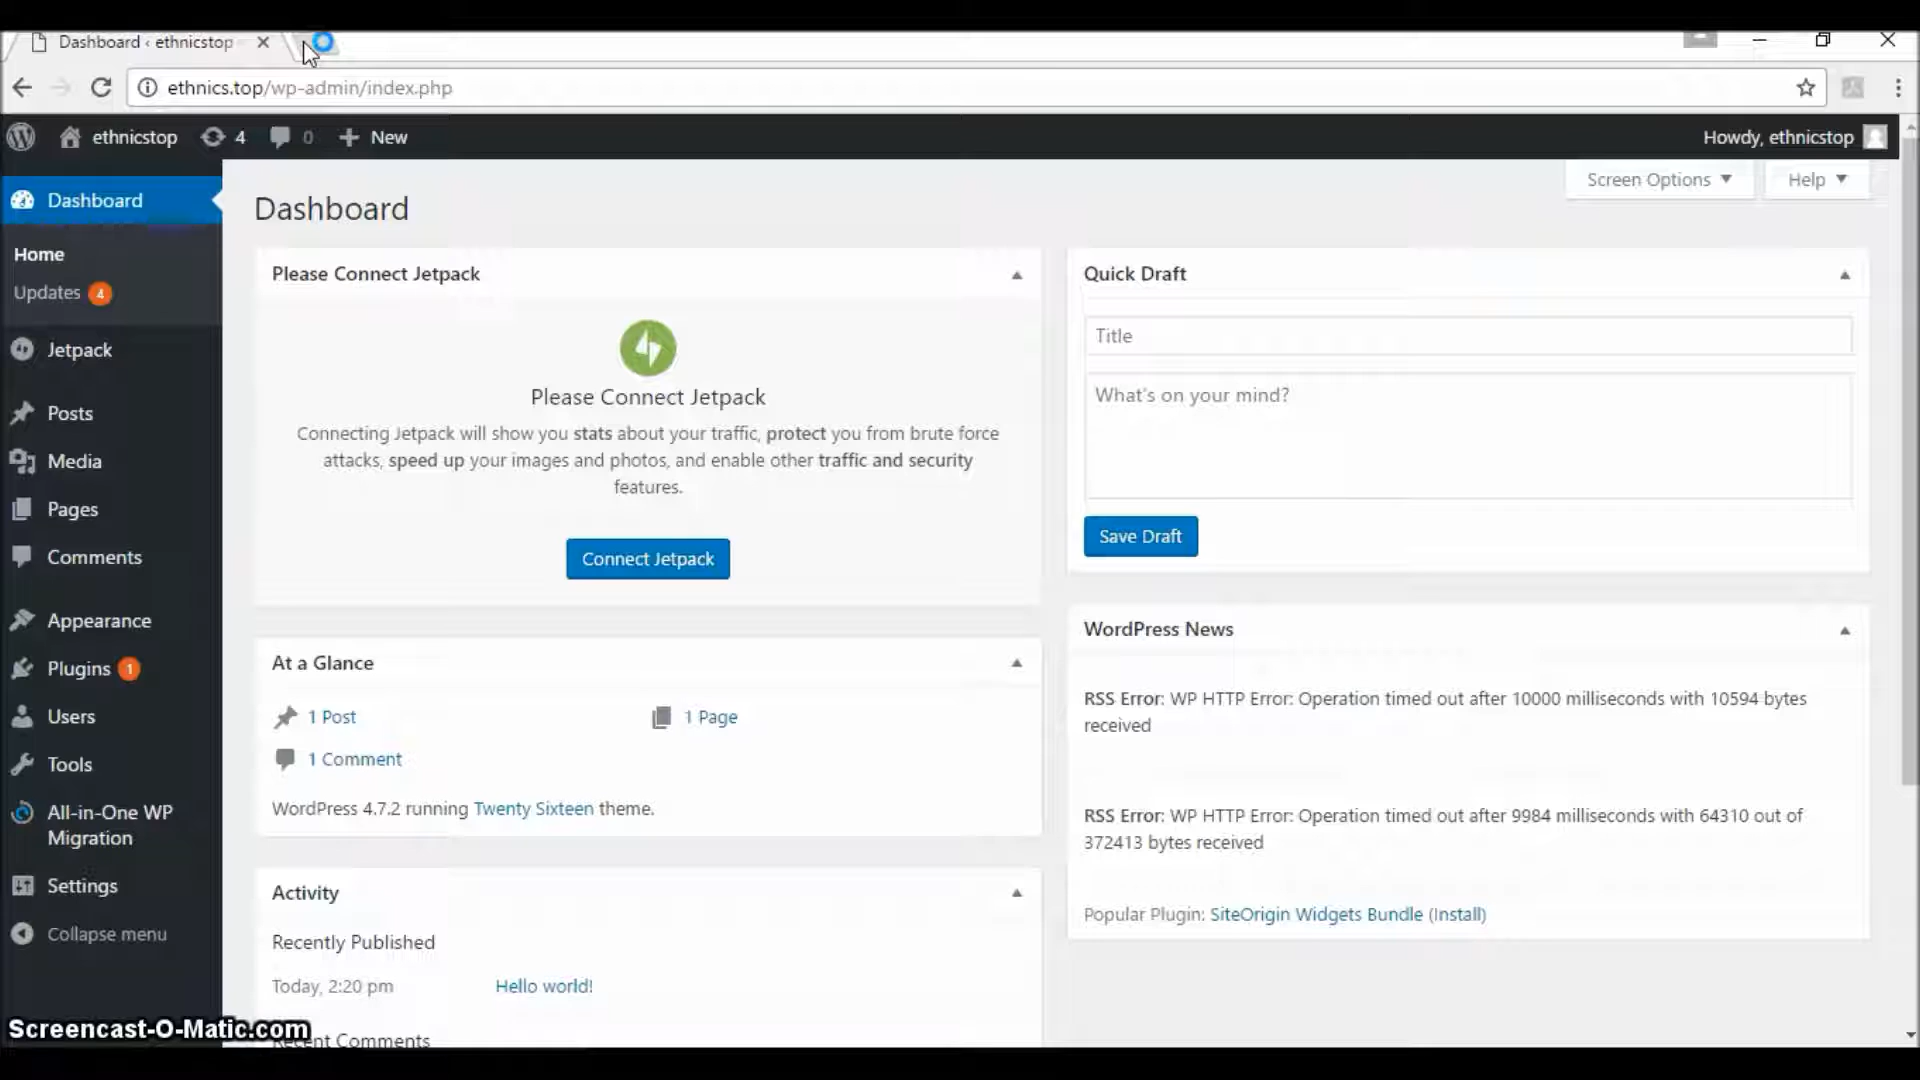 Dashboard ‹ ethnicstop
ethnics.top/wp-admin/index.php
ethnicstop 4 0 New
Howdy, ethnicstop
Screen Options Help
Dashboard
Home
Updates 4
Jetpack
Posts
Media
Pages
Comments
Appearance
Plugins 1
Users
Tools
All-in-One WP
Migration
Settings
Collapse menu
Dashboard
Please Connect Jetpack
Please Connect Jetpack
Connecting Jetpack will show you stats about your traffic, protect you from brute force
attacks, speed up your images and photos, and enable other traffic and security
features.
Connect Jetpack
At a Glance
1 Post
1 Page
1 Comment
WordPress 4.7.2 running Twenty Sixteen theme.
Activity
Recently Published
Today, 2:20 pm Hello world!
Recent Comments
Quick Draft
Title
What's on your mind?
Save Draft
WordPress News
RSS Error: WP HTTP Error: Operation timed out after 10000 milliseconds with 10594 bytes
received
RSS Error: WP HTTP Error: Operation timed out after 9984 milliseconds with 64310 out of
372413 bytes received
Popular Plugin: SiteOrigin Widgets Bundle (Install)
Screencast-O-Matic.com